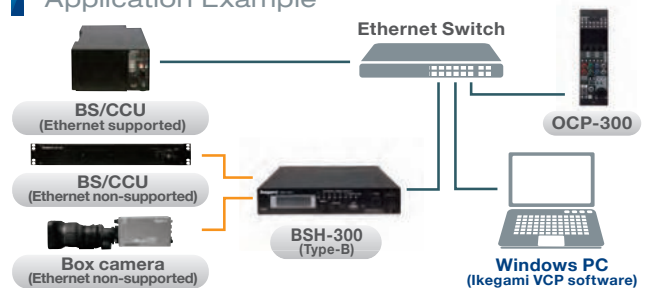 Application Example
Ethernet Switch
BS/CCU
(Ethernet supported)
OCP-300
BS/CCU
(Ethernet non-supported)
BSH-300
(Type-B)
Box camera
(Ethernet non-supported)
Windows PC
(Ikegami VCP software)